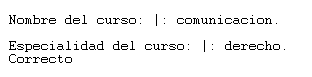 Nombre del curso: |: comunicacion.
Especialidad del curso: |: derecho.
Correcto